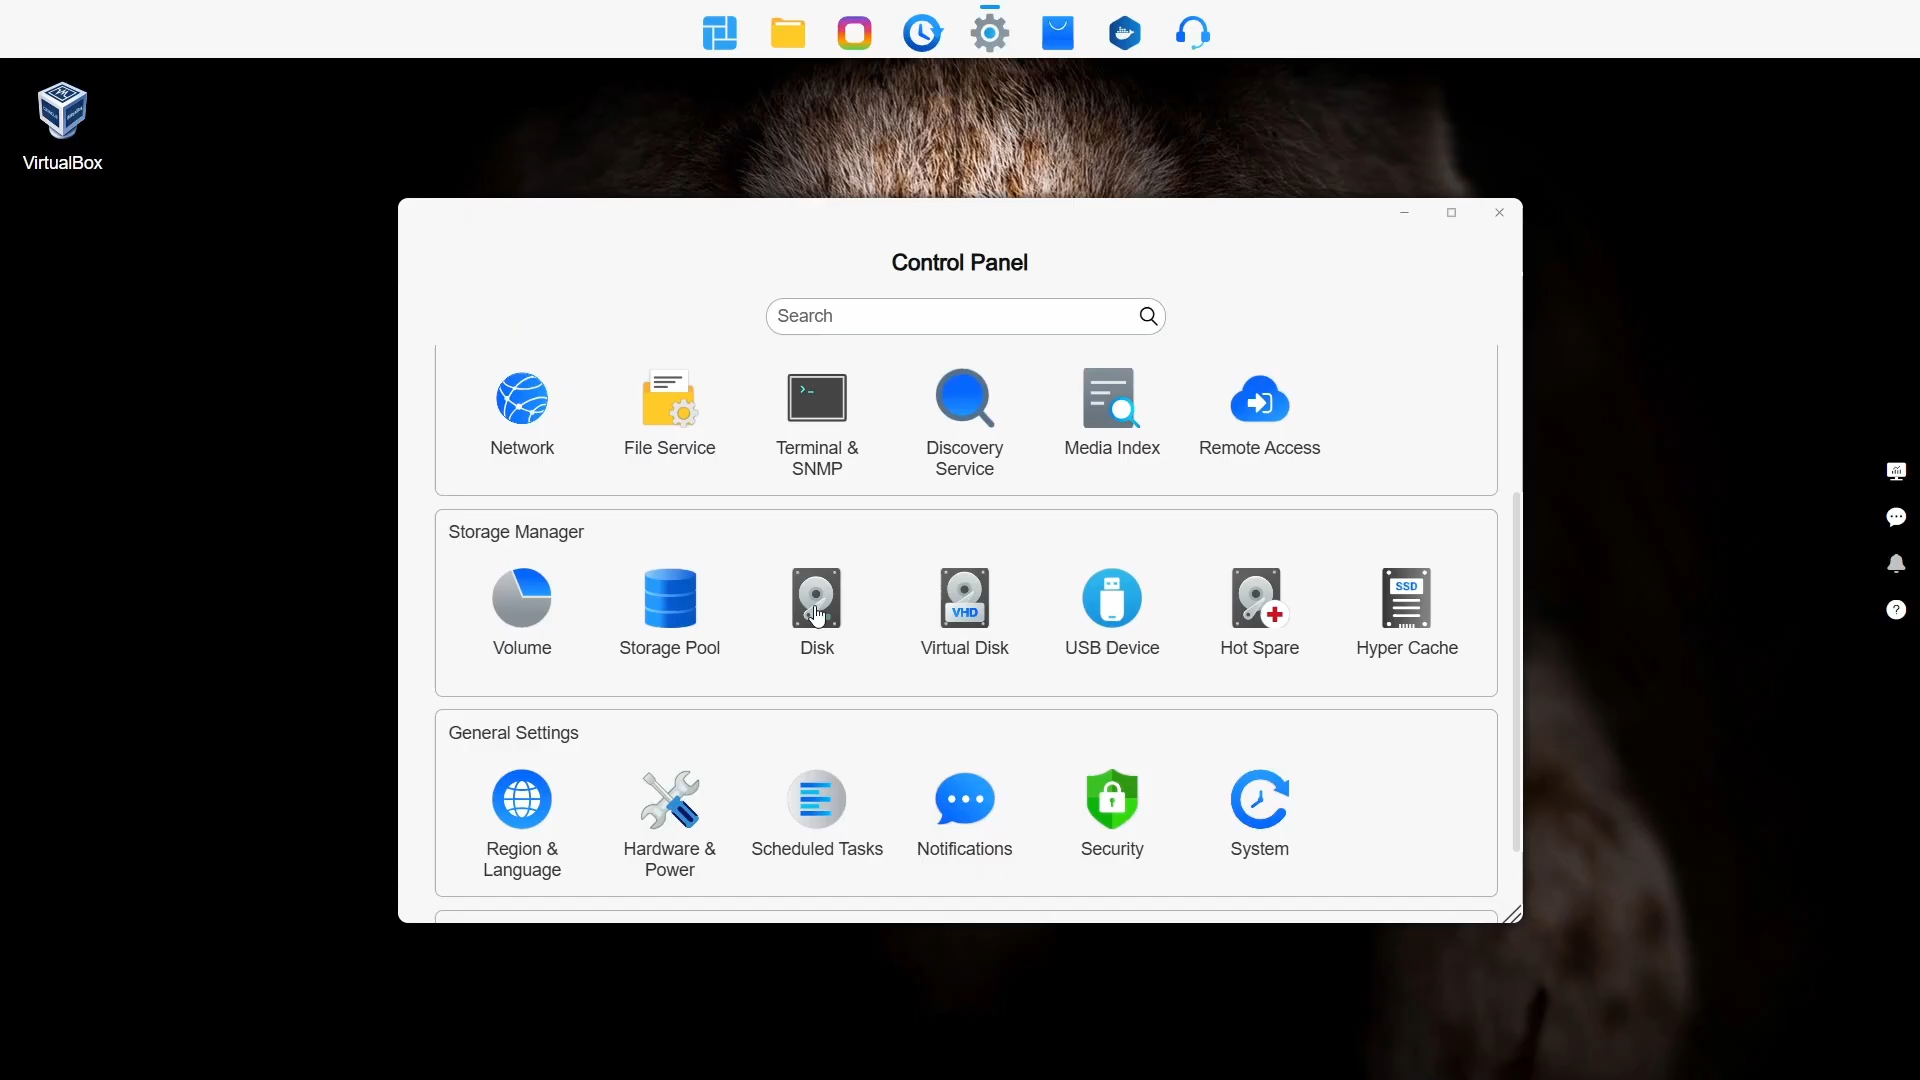 VirtualBox
Control Panel
Search
Network
File Service
Terminal &
SNMP
Discovery
Service
Media Index
Remote Access
Storage Manager
VHD
SSD
Volume
Storage Pool
Disk
Virtual Disk
USB Device
Hot Spare
Hyper Cache
General Settings
Region &
Language
Hardware &
Power
Scheduled Tasks
Notifications
Security
System